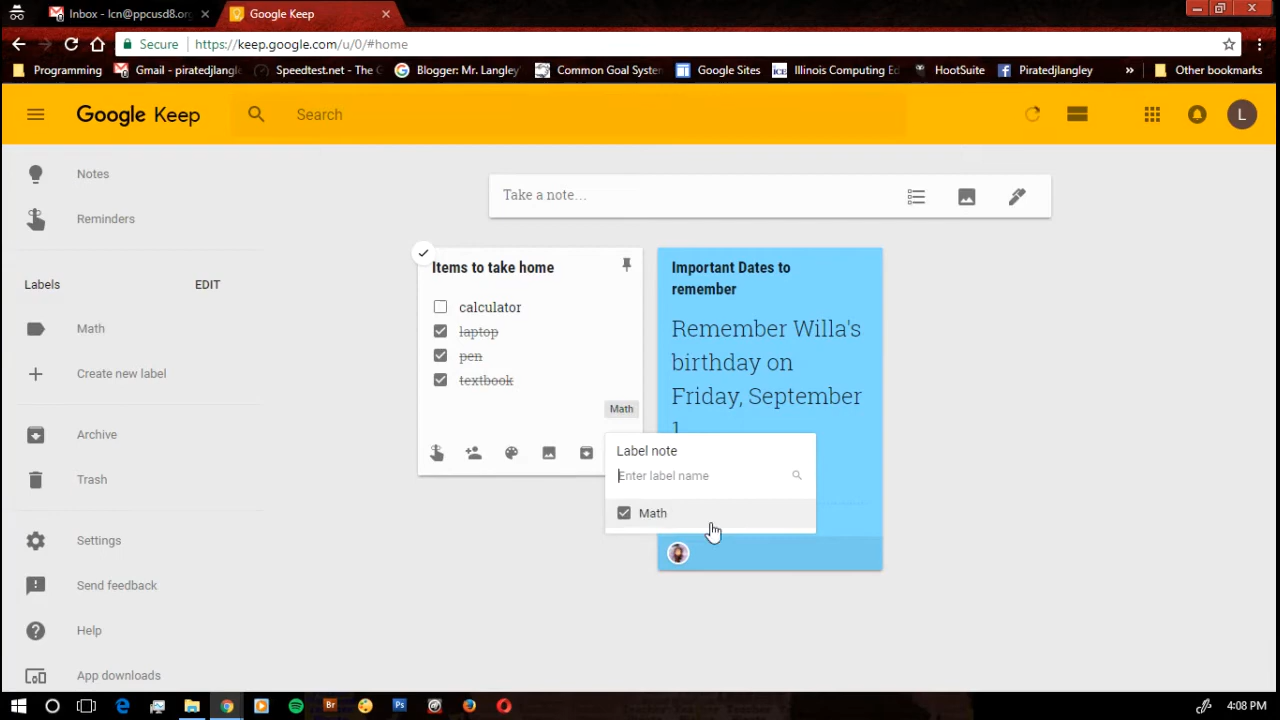 Inbox - lcn@ppcusd8.org
Google Keep
Secure
https://keep.google.com/u/0/#home
Programming
Gmail - piratedjlangle
Speedtest.net - The G
Blogger: Mr. Langley'
Common Goal System
Google Sites
Illinois Computing Ed
HootSuite
Piratedjlangley
»
Other bookmarks
Google Keep
Search
L
Notes
Reminders
Labels
EDIT
Math
Create new label
Archive
Trash
Settings
Send feedback
Help
App downloads
Take a note...
Items to take home
calculator
laptop
pen
textbook
Math
Important Dates to
remember
Remember Willa's
birthday on
Friday, September
1
Label note
Enter label name
Math
4:08 PM